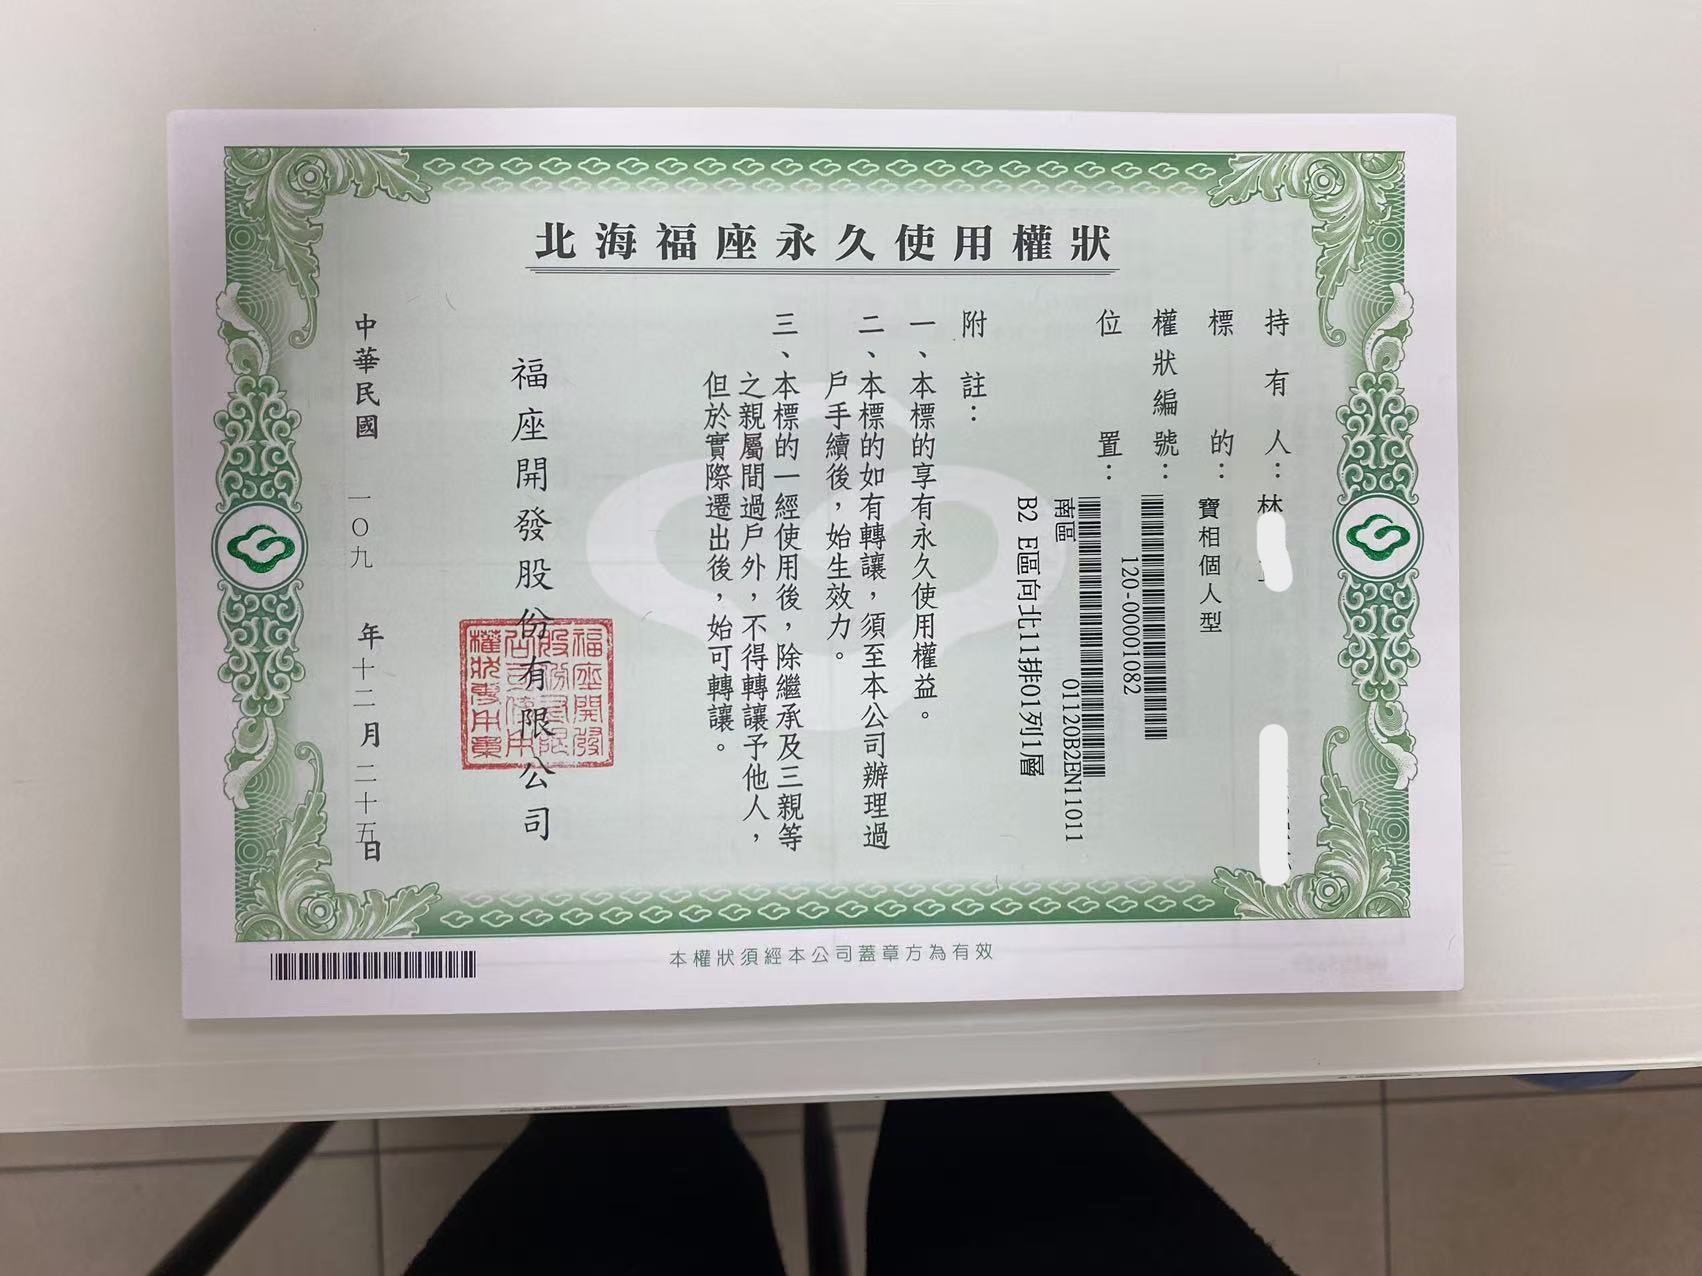 北海福座永久使用權狀
持有人：林
標的：寶相個人型
權狀編號：
120-00001082
位置：
01120B2EN11011
南區
B2 E區向北11排01列1層
附註：
一、本標的享有永久使用權益。
二、本標的如有轉讓，須至本公司辦理過
戶手續後，始生效力。
三、本標的一經使用後，除繼承及三親等
之親屬間過戶外，不得轉讓予他人，
但於實際遷出後，始可轉讓。
福座開發股份有限公司
福座開發
股份有限
公司使用
權狀專用章
中華民國 一〇九 年十二月二十五日
本權狀須經本公司蓋章方為有效